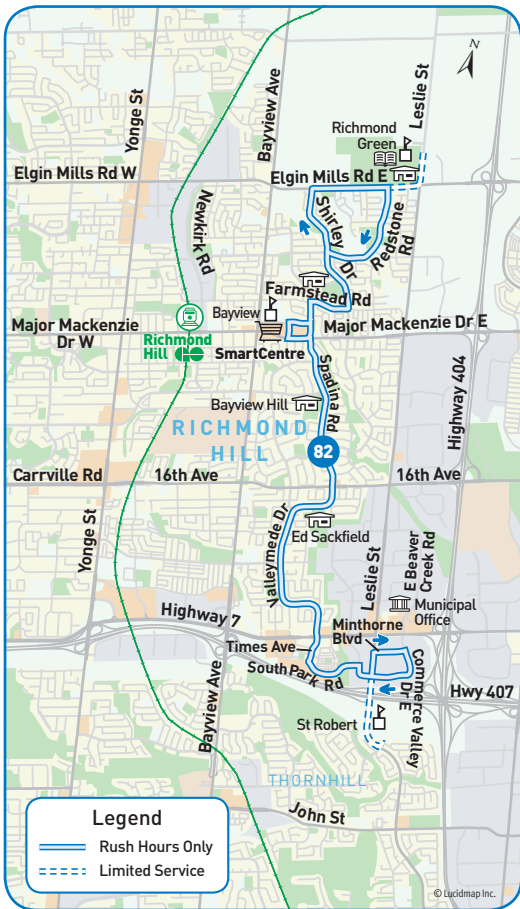 N
Yonge St
Bayview Ave
Leslie St
Richmond
Green
Elgin Mills Rd W
Elgin Mills Rd E
Newkirk Rd
Shirley Dr
Redstone
Rd
Farmstead Rd
Bayview
Major Mackenzie
Dr W
Major Mackenzie Dr E
Richmond
Hill
GO
SmartCentre
Spadina Rd
Highway 404
Bayview Hill
RICHMOND
HILL
82
Carrville Rd
16th Ave
16th Ave
Valleymede Dr
Ed Sackfield
Yonge St
Leslie St
E Beaver
Creek Rd
Municipal
Office
Highway 7
Minthorne
Blvd
Times Ave
South Park Rd
Commerce Valley
Dr E
Hwy 407
Bayview Ave
St Robert
THORNHILL
John St
Legend
Rush Hours Only
Limited Service
© Lucidmap Inc.